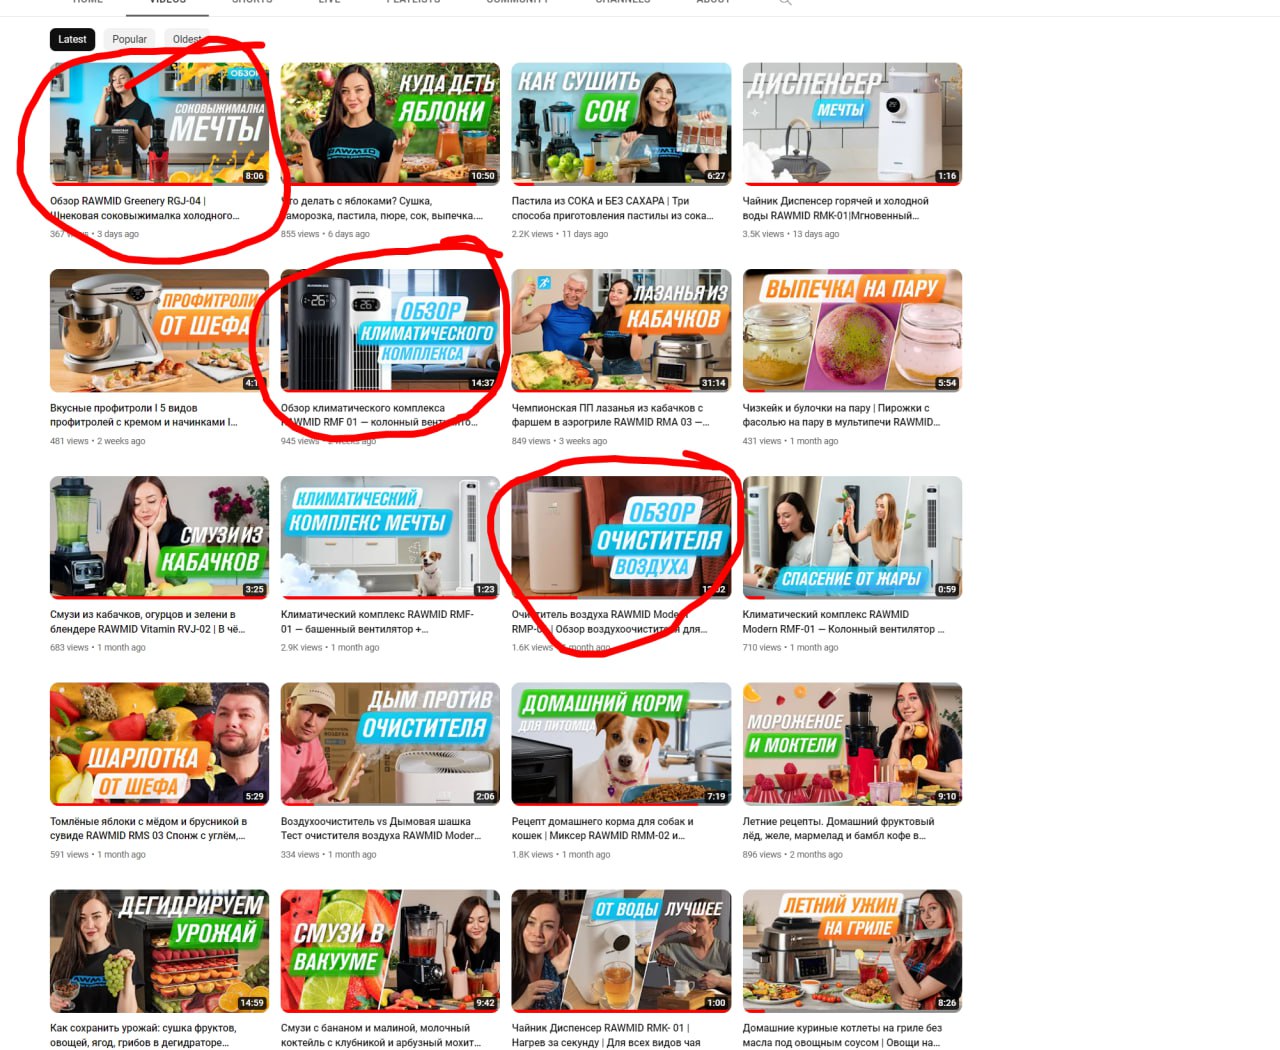 HOME VIDEOS SHORTS LIVE PLAYLISTS COMMUNITY CHANNELS ABOUT
Latest Popular Oldest
ОБЗОР
СОКОВЫЖИМАЛКА
МЕЧТЫ
8:06
Обзор RAWMID Greenery RGJ-04 |
Шнековая соковыжималка холодного...
367 views • 3 days ago
КУДА ДЕТЬ
ЯБЛОКИ
RAWMID
10:50
Что делать с яблоками? Сушка,
заморозка, пастила, пюре, сок, выпечка....
855 views • 6 days ago
КАК СУШИТЬ
СОК
6:27
Пастила из СОКА и БЕЗ САХАРА | Три
способа приготовления пастилы из сока...
2.2K views • 11 days ago
ДИСПЕНСЕР
МЕЧТЫ
1:16
Чайник Диспенсер горячей и холодной
воды RAWMID RMK-01|Мгновенный...
3.5K views • 13 days ago
ПРОФИТРОЛИ
ОТ ШЕФА
Вкусные профитроли I 5 видов
профитролей с кремом и начинками I...
481 views • 2 weeks ago
26 26
ОБЗОР
КЛИМАТИЧЕСКОГО
КОМПЛЕКСА
14:37
Обзор климатического комплекса
RAWMID RMF 01 — колонный
945 views • weeks ago
ЛАЗАНЬЯ ИЗ
КАБАЧКОВ
31:14
Чемпионская ПП лазанья из кабачков с
фаршем в аэрогриле RAWMID RMA 03 —...
849 views • 3 weeks ago
ВЫПЕЧКА НА ПАРУ
5:54
Чизкейк и булочки на пару | Пирожки с
фасолью на пару в мультипечи RAWMID...
431 views • 1 month ago
СМУЗИ ИЗ
КАБАЧКОВ
3:25
Смузи из кабачков, огурцов и зелени в
блендере RAWMID Vitamin RVJ-02 | В чё...
683 views • 1 month ago
КЛИМАТИЧЕСКИЙ
КОМПЛЕКС МЕЧТЫ
1:23
Климатический комплекс RAWMID RMF-
01 — башенный вентилятор +...
2.9K views • 1 month ago
ОБЗОР
ОЧИСТИТЕЛЯ
ВОЗДУХА
Очиститель воздуха RAWMID Modern
RMP-0 | Обзор воздухоочистителя для...
1.6K views • 1 month ago
СПАСЕНИЕ ОТ ЖАРЫ
0:59
Климатический комплекс RAWMID
Modern RMF-01 — Колонный вентилятор ...
710 views • 1 month ago
ШАРЛОТКА
ОТ ШЕФА
5:29
Томлёные яблоки с мёдом и брусникой в
сувиде RAWMID RMS 03 Спонж с углём,...
591 views • 1 month ago
ДЫМ ПРОТИВ
ОЧИСТИТЕЛЯ
2:06
Воздухоочиститель vs Дымовая шашка
Тест очистителя воздуха RAWMID Moder...
334 views • 1 month ago
ДОМАШНИЙ КОРМ
ДЛЯ ПИТОМЦА
7:19
Рецепт домашнего корма для собак и
кошек | Миксер RAWMID RMM-02 и...
1.8K views • 1 month ago
МОРОЖЕНОЕ
И МОКТЕЛИ
9:10
Летние рецепты. Домашний фруктовый
лёд, желе, мармелад и бамбл кофе в...
896 views • 2 months ago
ДЕГИДРИРУЕМ
УРОЖАЙ
14:59
Как сохранить урожай: сушка фруктов,
овощей, ягод, грибов в дегидраторе...
СМУЗИ В
ВАКУУМЕ
9:42
Смузи с бананом и малиной, молочный
коктейль с клубникой и арбузный мохит...
ОТ ВОДЫ ЛУЧШЕЕ
1:00
Чайник Диспенсер RAWMID RMK- 01 |
Нагрев за секунду | Для всех видов чая
ЛЕТНИЙ УЖИН
НА ГРИЛЕ
8:26
Домашние куриные котлеты на гриле без
масла под овощным соусом | Овощи на...